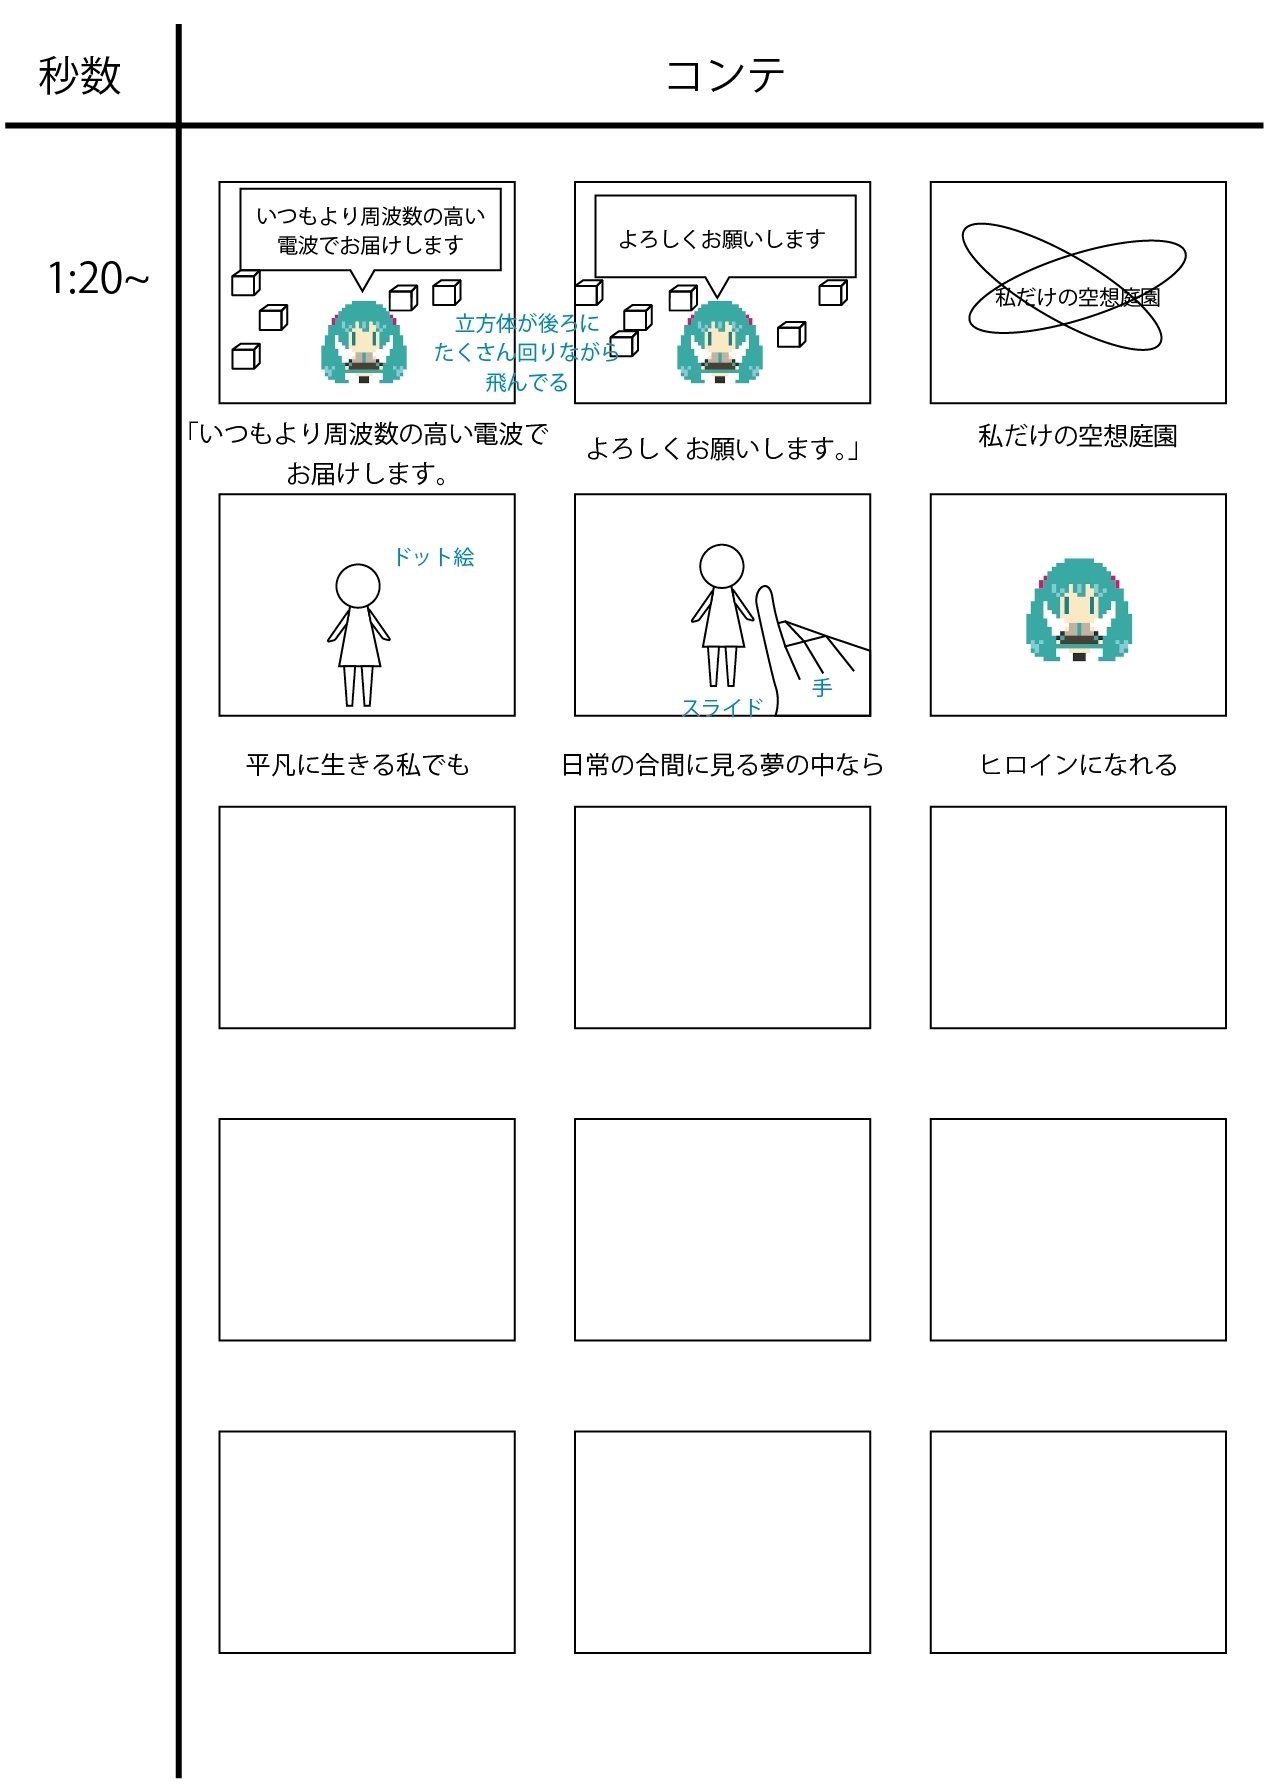 秒数
コンテ
1:20~
いつもより周波数の高い
電波でお届けします
よろしくお願いします
私だけの空想庭園
立方体が後ろに
たくさん回りながら
飛んでる
「いつもより周波数の高い電波で
お届けします。
よろしくお願いします。」
私だけの空想庭園
ドット絵
手
スライド
平凡に生きる私でも
日常の合間に見る夢の中なら
ヒロインになれる